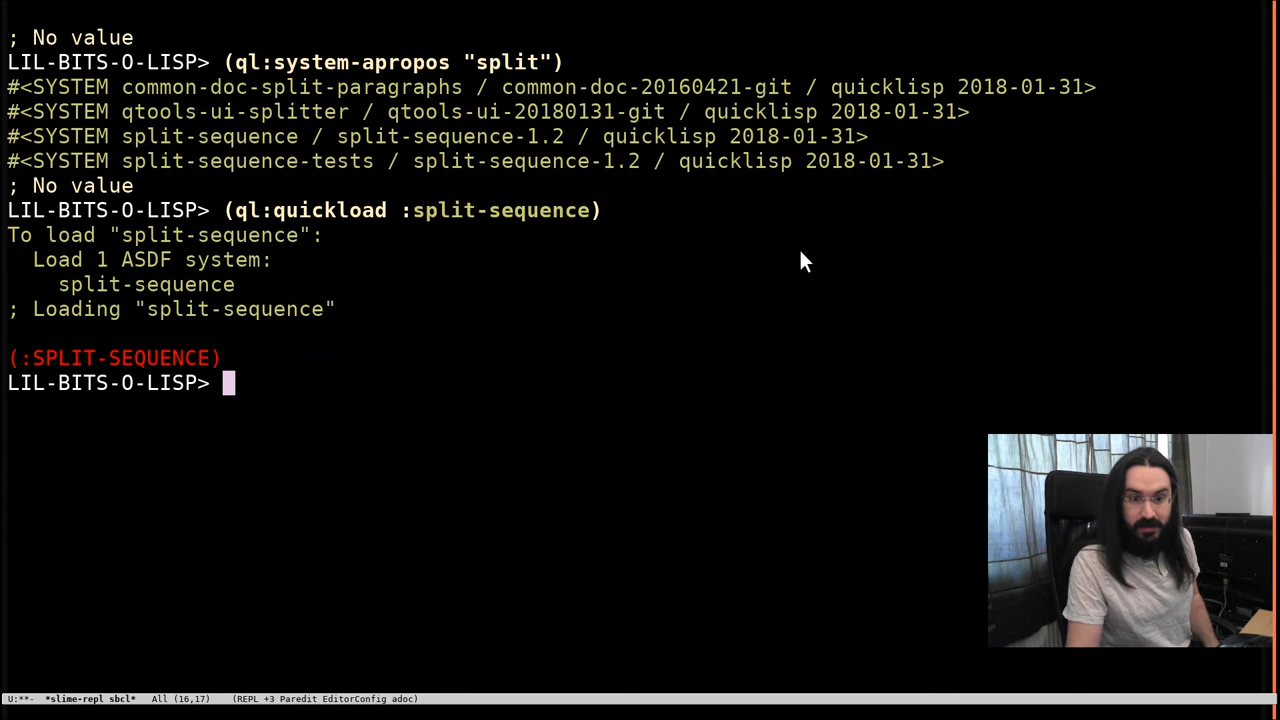 ; No value
LIL-BITS-O-LISP> (ql:system-apropos "split")
#<SYSTEM common-doc-split-paragraphs / common-doc-20160421-git / quicklisp 2018-01-31>
#<SYSTEM qtools-ui-splitter / qtools-ui-20180131-git / quicklisp 2018-01-31>
#<SYSTEM split-sequence / split-sequence-1.2 / quicklisp 2018-01-31>
#<SYSTEM split-sequence-tests / split-sequence-1.2 / quicklisp 2018-01-31>
; No value
LIL-BITS-O-LISP> (ql:quickload :split-sequence)
To load "split-sequence":
  Load 1 ASDF system:
    split-sequence
; Loading "split-sequence"
(:SPLIT-SEQUENCE)
LIL-BITS-O-LISP>
U:**-  *slime-repl sbcl*   All (16,17)    (REPL +3 Paredit EditorConfig adoc)